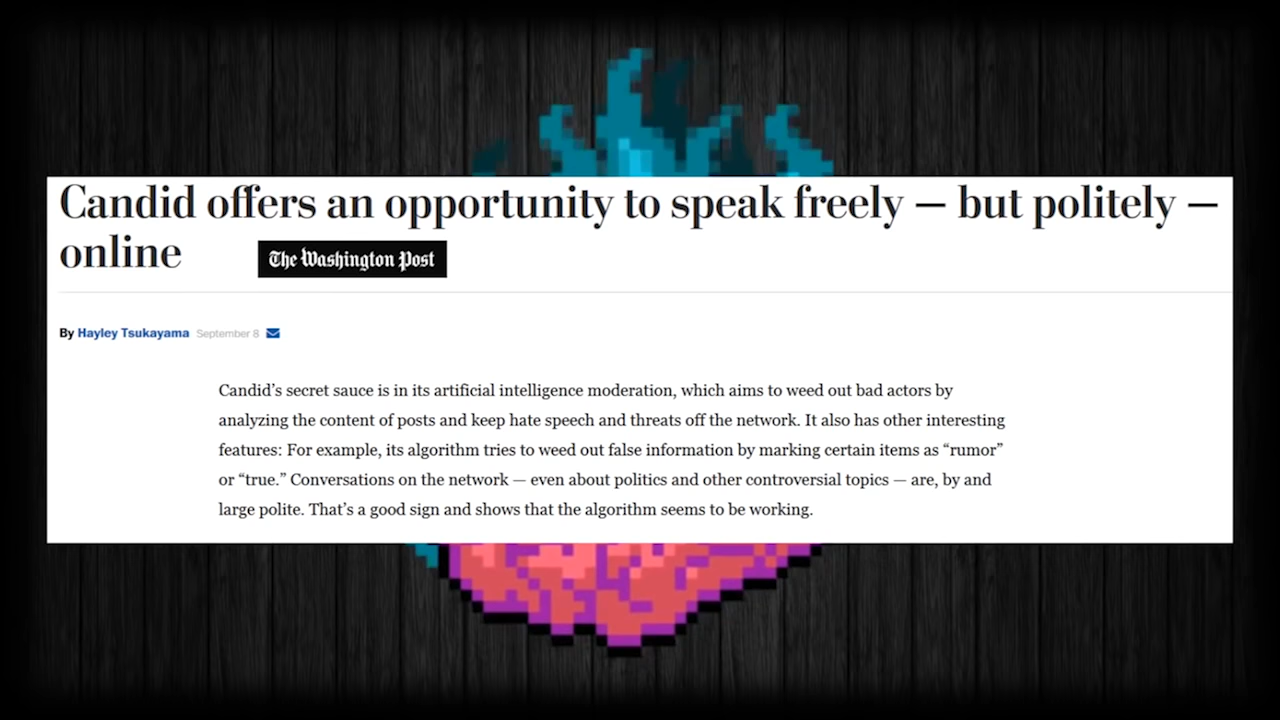 Candid offers an opportunity to speak freely — but politely —
online
The Washington Post
By Hayley Tsukayama September 8
Candid’s secret sauce is in its artificial intelligence moderation, which aims to weed out bad actors by
analyzing the content of posts and keep hate speech and threats off the network. It also has other interesting
features: For example, its algorithm tries to weed out false information by marking certain items as “rumor”
or “true.” Conversations on the network — even about politics and other controversial topics — are, by and
large polite. That’s a good sign and shows that the algorithm seems to be working.